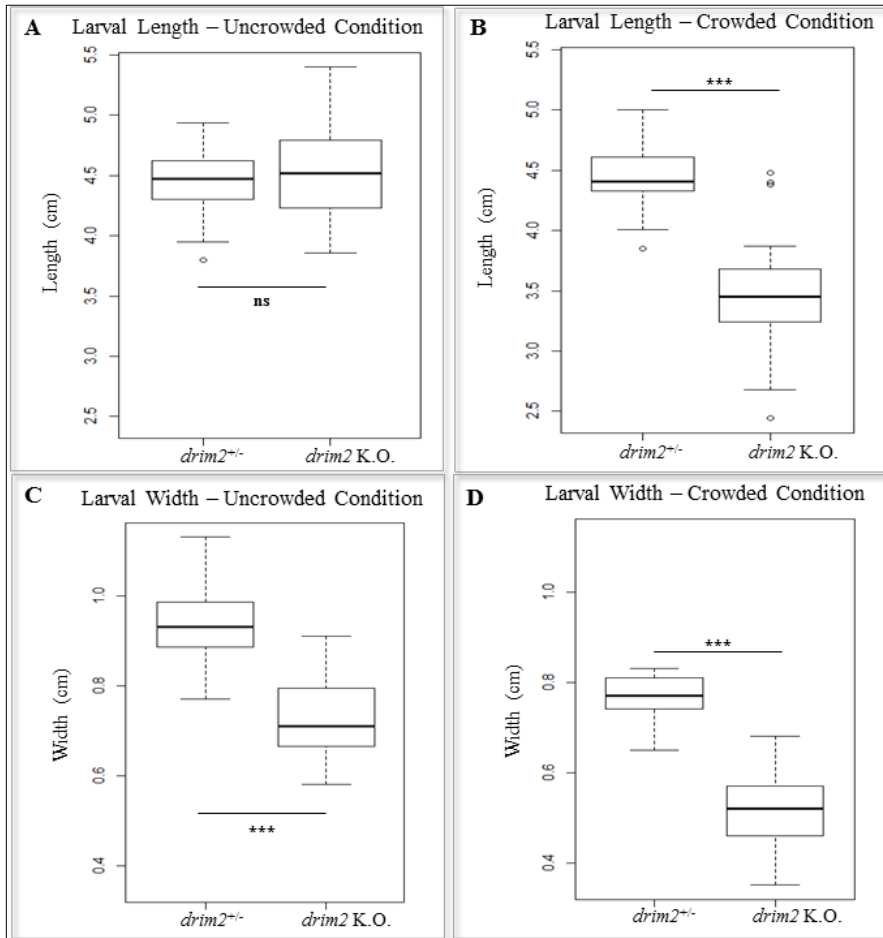 A Larval Length – Uncrowded Condition
Length (cm)
5.5
5.0
4.5
4.0
3.5
3.0
2.5
ns
drim2+/- drim2 K.O.
B Larval Length – Crowded Condition
Length (cm)
5.5
5.0
4.5
4.0
3.5
3.0
2.5
***
drim2+/- drim2 K.O.
C Larval Width – Uncrowded Condition
Width (cm)
1.0
0.8
0.6
0.4
***
drim2+/- drim2 K.O.
D Larval Width – Crowded Condition
Width (cm)
1.0
0.8
0.6
0.4
***
drim2+/- drim2 K.O.